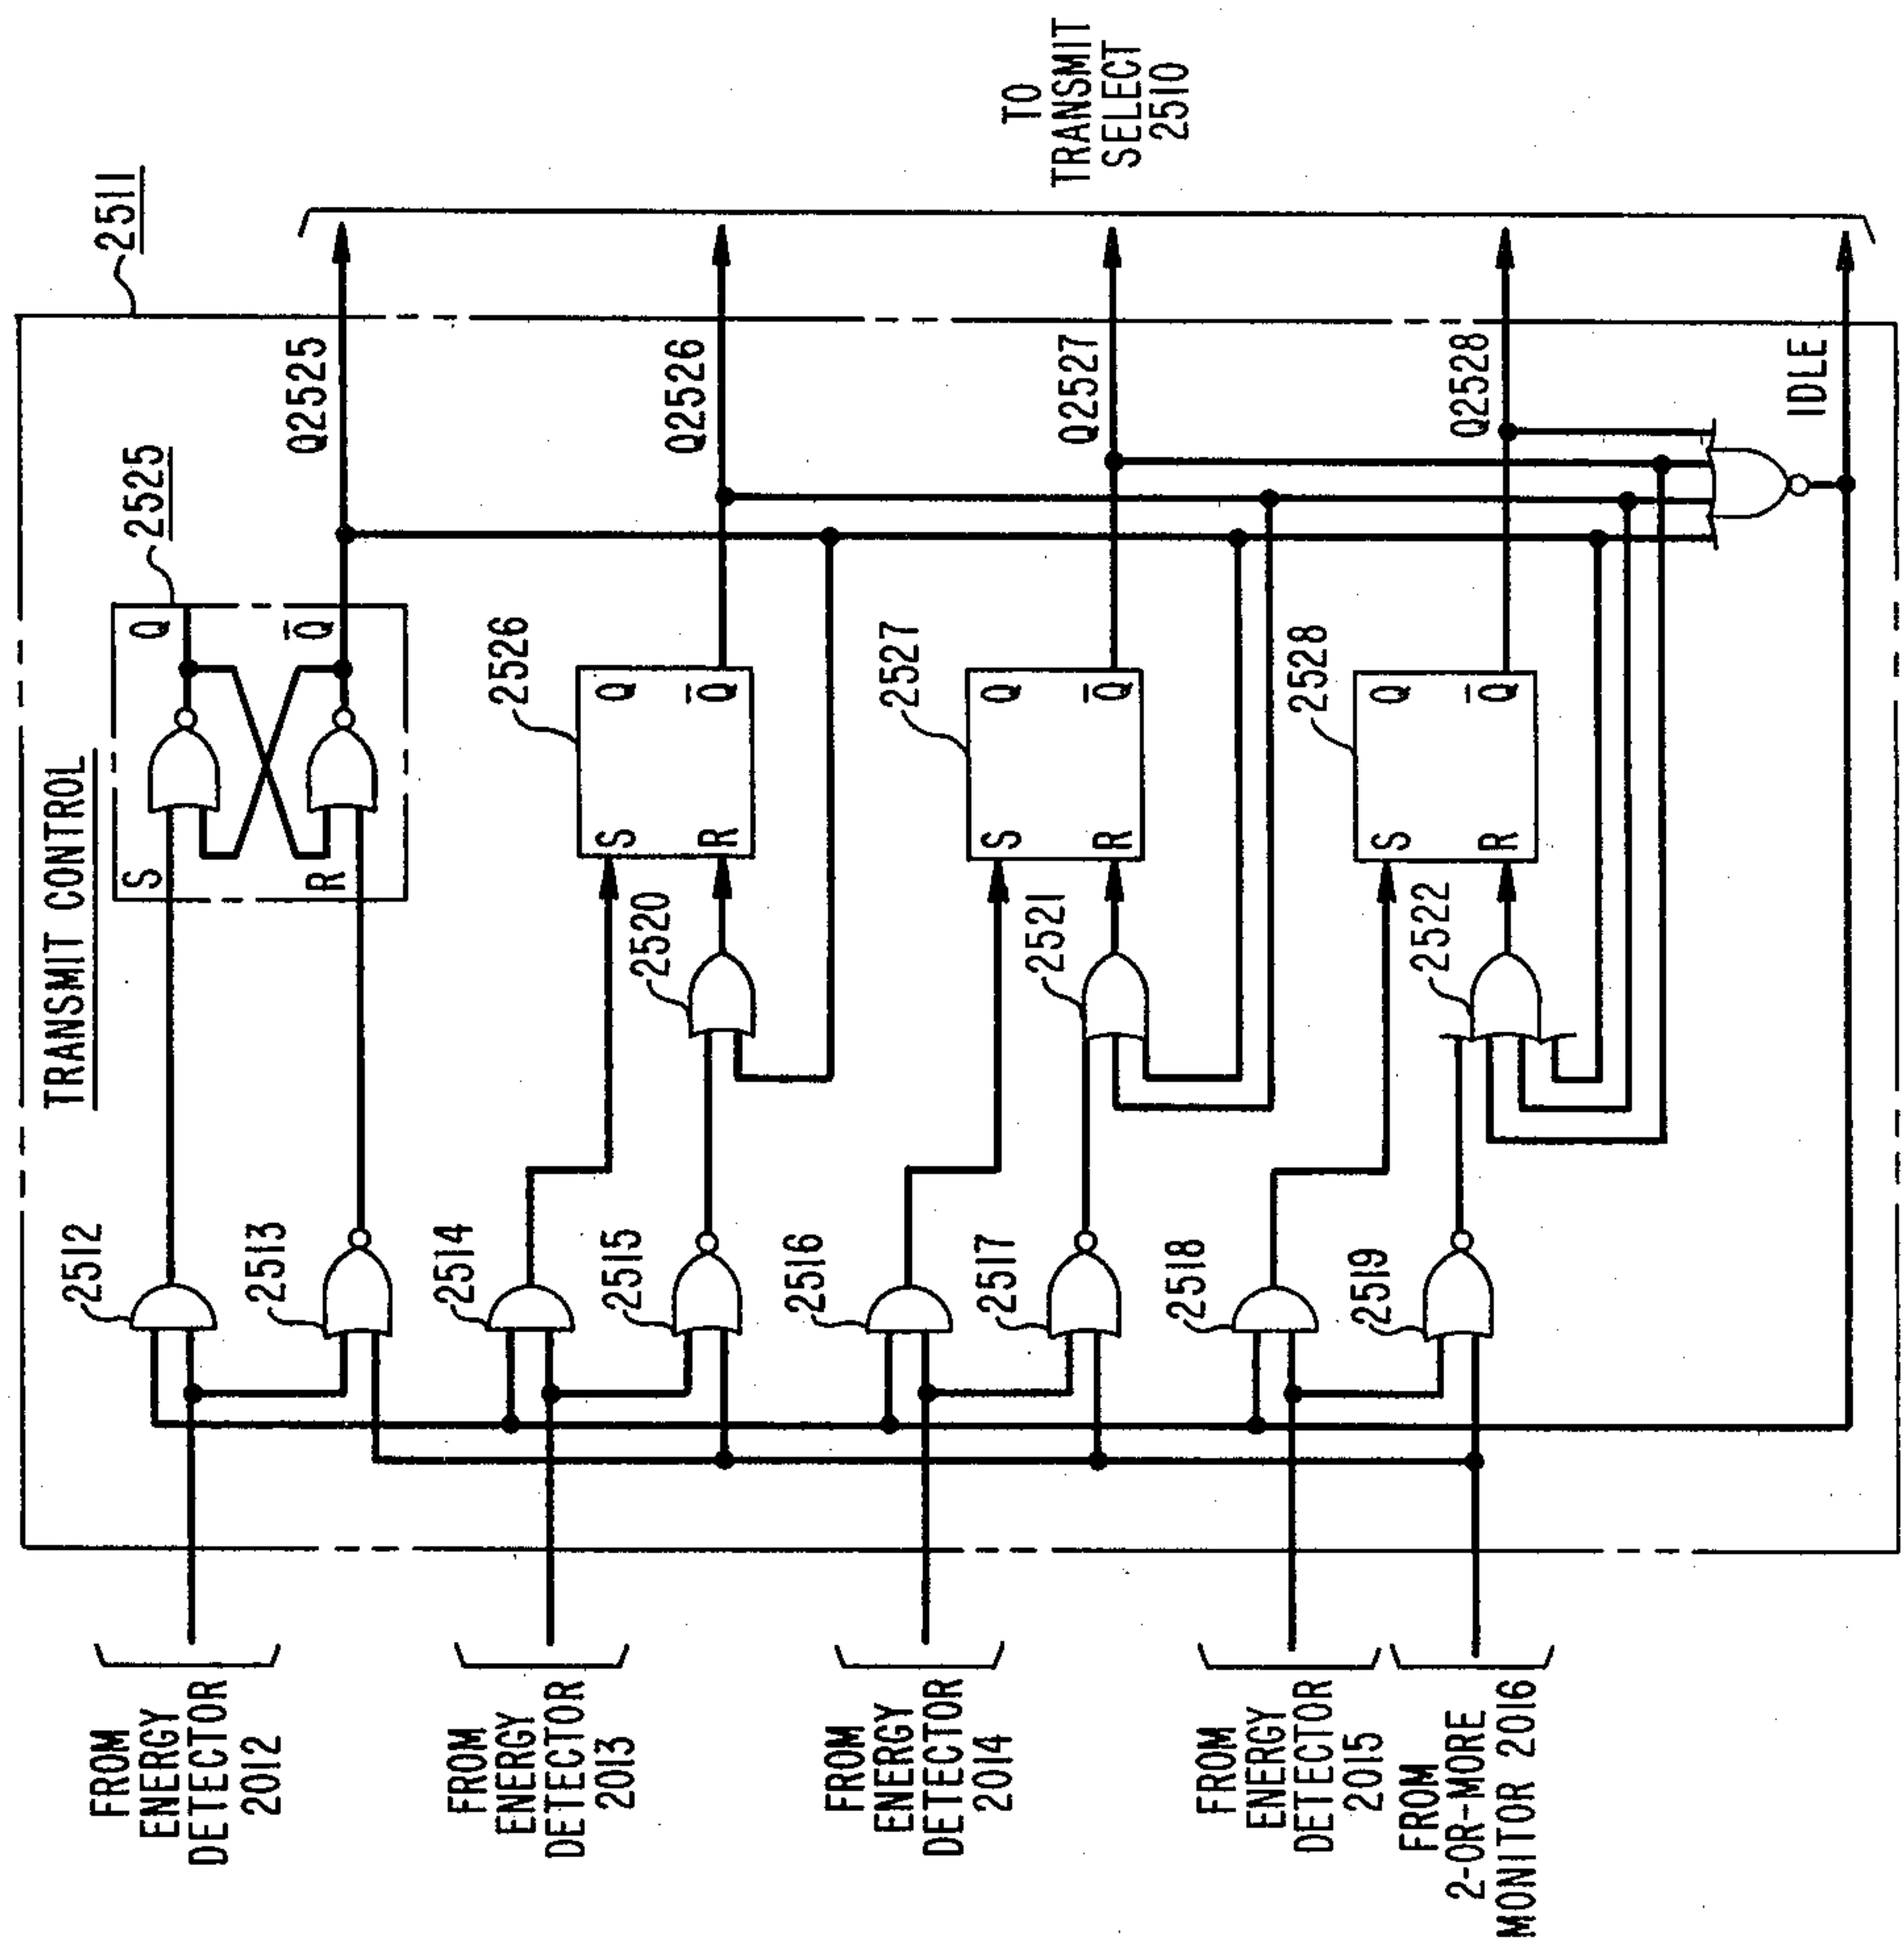 TRANSMIT CONTROL
2511
FROM
ENERGY
DETECTOR
2012
2512
2513
S
R
Q
Q̅
2525
Q2525
FROM
ENERGY
DETECTOR
2013
2514
2515
2520
S
R
Q
Q̅
2526
Q2526
TO
TRANSMIT
SELECT
2510
FROM
ENERGY
DETECTOR
2014
2516
2517
2521
S
R
Q
Q̅
2527
Q2527
FROM
ENERGY
DETECTOR
2015
2518
2519
2522
S
R
Q
Q̅
2528
Q2528
FROM
2-OR-MORE
MONITOR 2016
IDLE